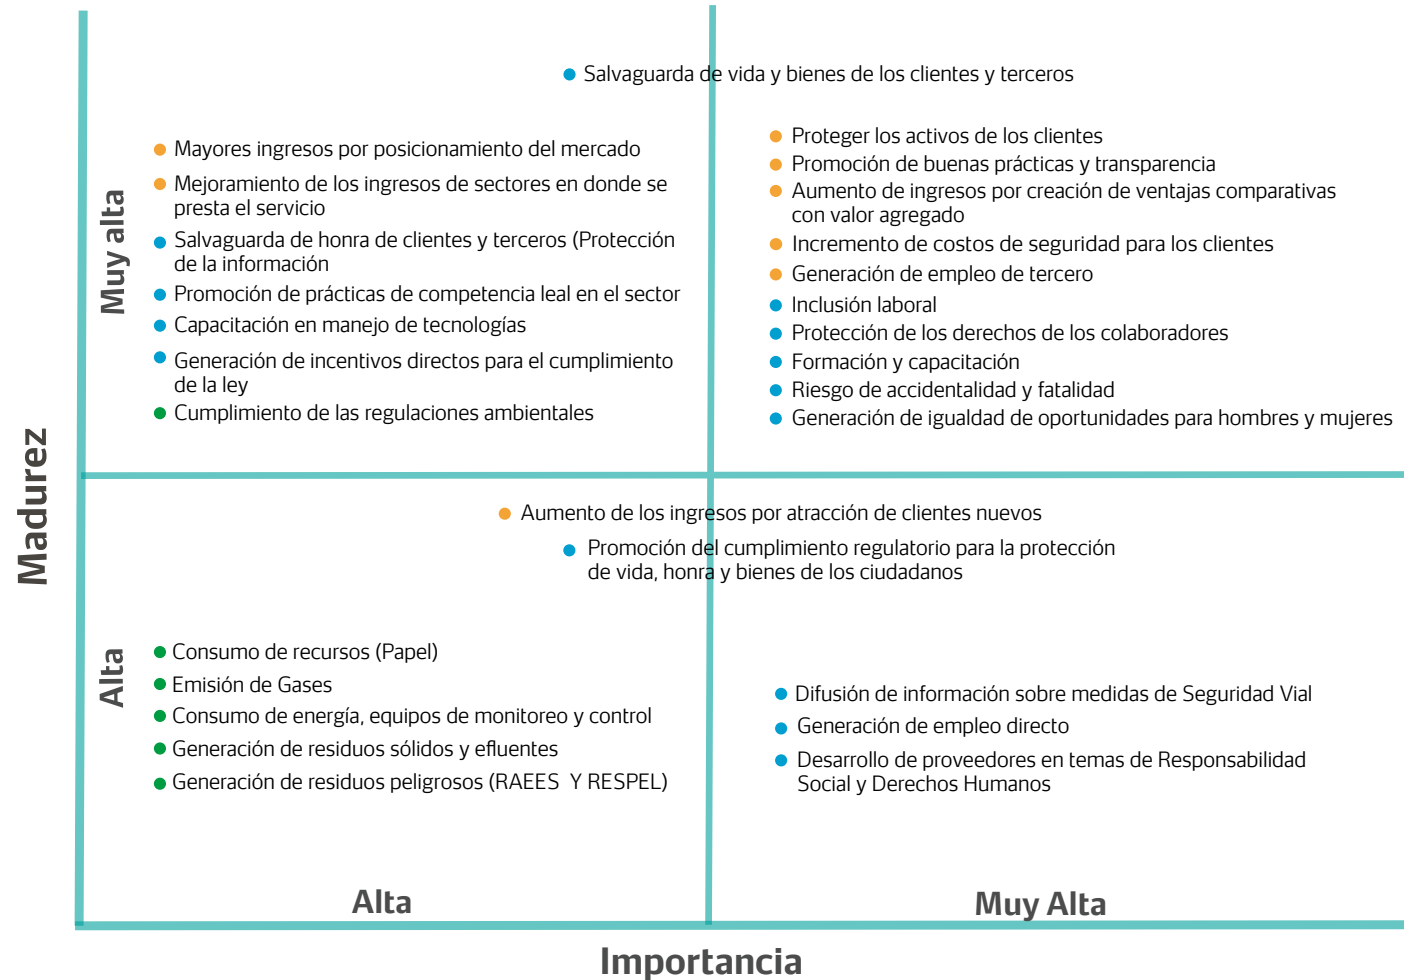 Salvaguarda de vida y bienes de los clientes y terceros
Muy alta
Mayores ingresos por posicionamiento del mercado
Mejoramiento de los ingresos de sectores en donde se
presta el servicio
Salvaguarda de honra de clientes y terceros (Protección
de la información
Promoción de prácticas de competencia leal en el sector
Capacitación en manejo de tecnologías
Generación de incentivos directos para el cumplimiento
de la ley
Cumplimiento de las regulaciones ambientales
Proteger los activos de los clientes
Promoción de buenas prácticas y transparencia
Aumento de ingresos por creación de ventajas comparativas
con valor agregado
Incremento de costos de seguridad para los clientes
Generación de empleo de tercero
Inclusión laboral
Protección de los derechos de los colaboradores
Formación y capacitación
Riesgo de accidentalidad y fatalidad
Generación de igualdad de oportunidades para hombres y mujeres
Madurez
Aumento de los ingresos por atracción de clientes nuevos
Promoción del cumplimiento regulatorio para la protección
de vida, honra y bienes de los ciudadanos
Alta
Consumo de recursos (Papel)
Emisión de Gases
Consumo de energía, equipos de monitoreo y control
Generación de residuos sólidos y efluentes
Generación de residuos peligrosos (RAEES Y RESPEL)
Difusión de información sobre medidas de Seguridad Vial
Generación de empleo directo
Desarrollo de proveedores en temas de Responsabilidad
Social y Derechos Humanos
Alta
Muy Alta
Importancia